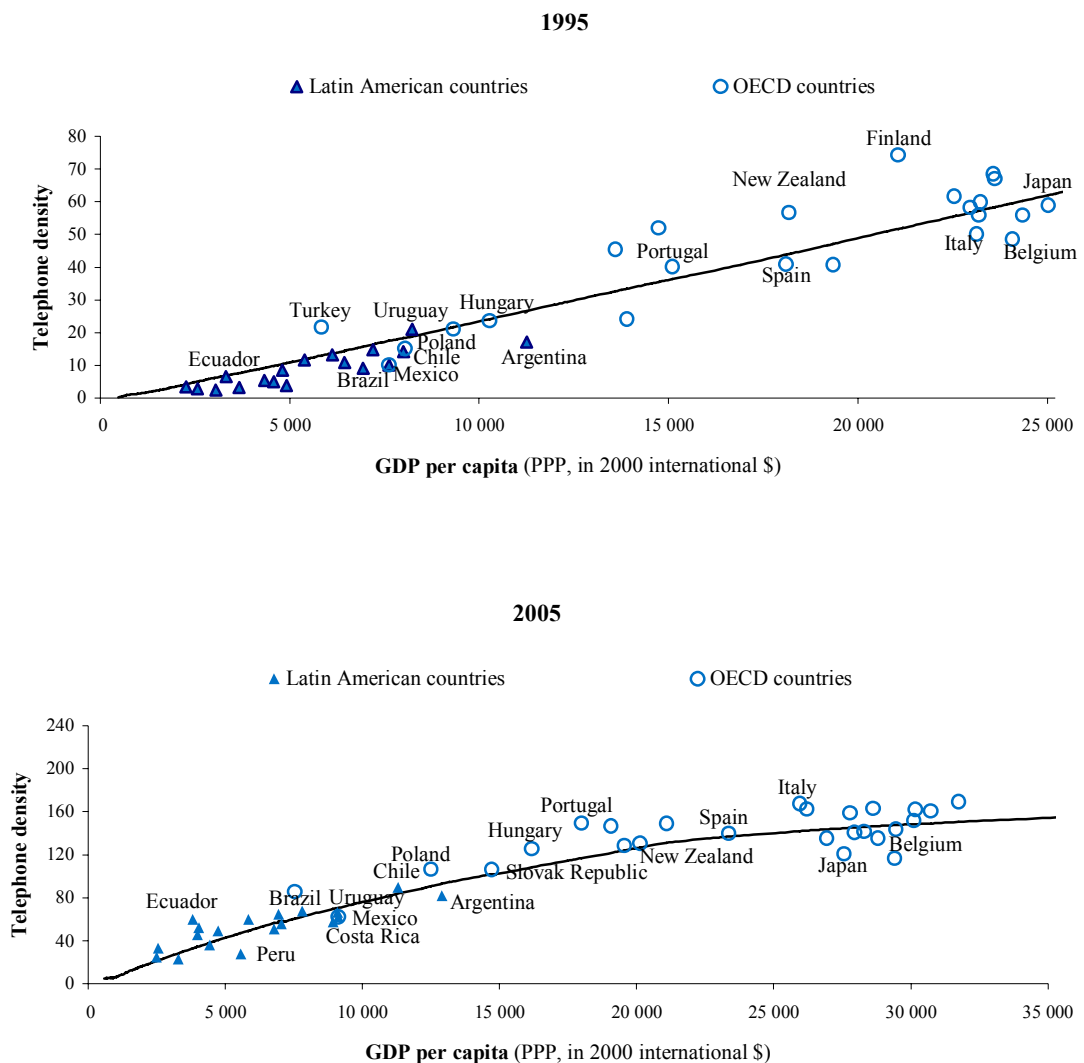 1995
Latin American countries OECD countries
80
70
60
50
40
30
20
10
0
Telephone density
Finland
New Zealand
Japan
Portugal
Italy
Belgium
Spain
Turkey
Uruguay
Hungary
Poland
Ecuador
Chile
Argentina
Brazil
Mexico
0 5 000 10 000 15 000 20 000 25 000
GDP per capita (PPP, in 2000 international $)
2005
Latin American countries OECD countries
240
200
160
120
80
40
0
Telephone density
Italy
Portugal
Spain
Hungary
New Zealand
Belgium
Poland
Japan
Chile
Slovak Republic
Ecuador
Brazil
Uruguay
Argentina
Mexico
Costa Rica
Peru
0 5 000 10 000 15 000 20 000 25 000 30 000 35 000
GDP per capita (PPP, in 2000 international $)